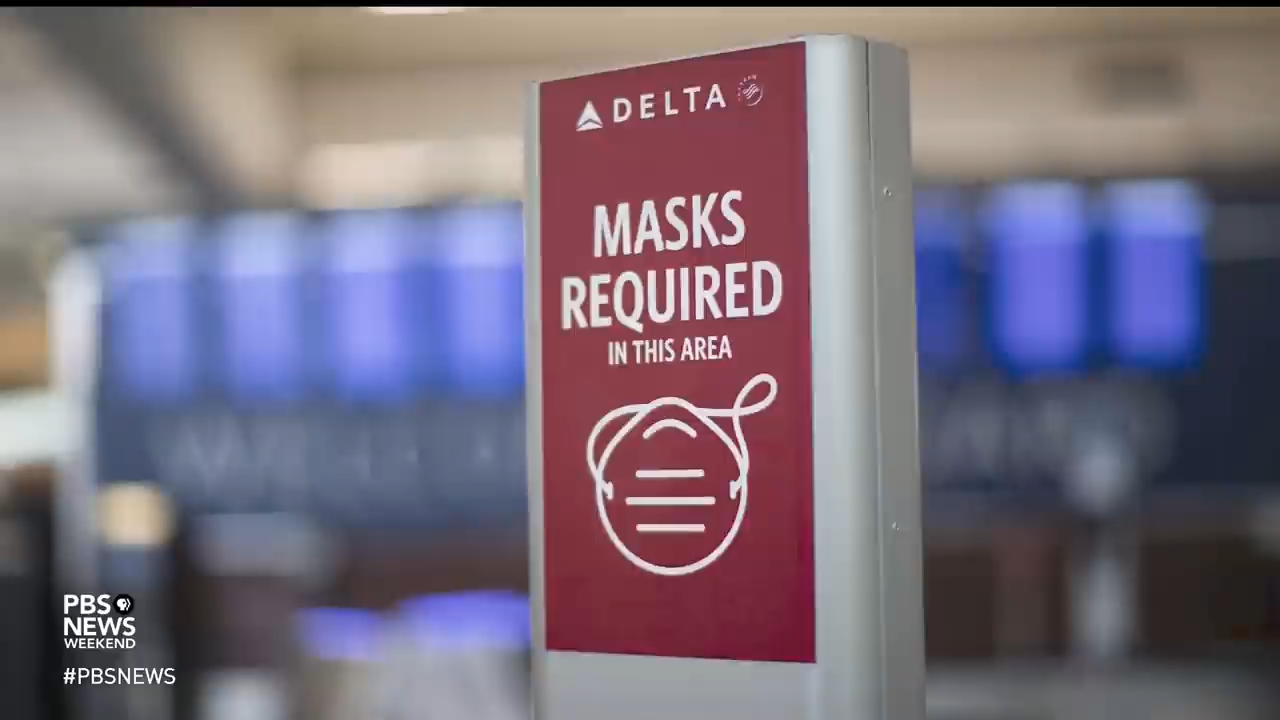 DELTA
MASKS
REQUIRED
IN THIS AREA
PBS
NEWS
WEEKEND
#PBSNEWS